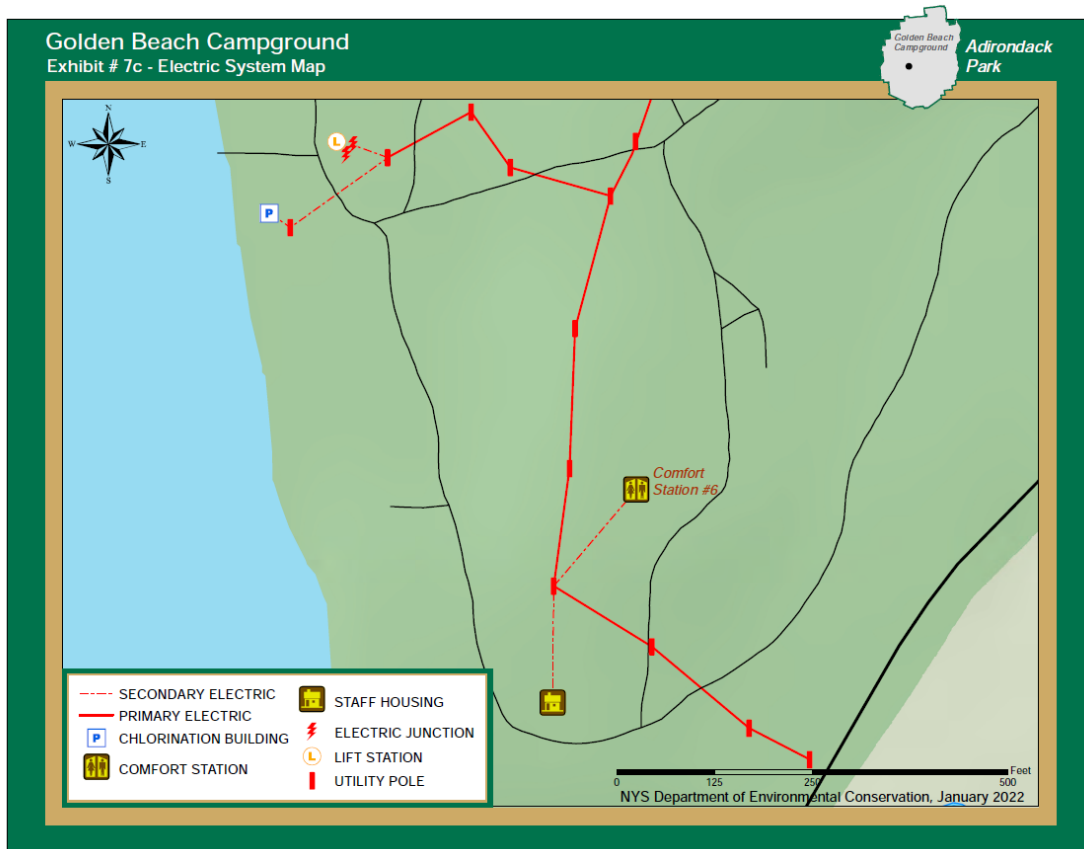 Golden Beach Campground
Exhibit # 7c - Electric System Map
Golden Beach
Campground
Adirondack
Park
N
W
E
S
L
P
Comfort
Station #6
SECONDARY ELECTRIC
PRIMARY ELECTRIC
P
CHLORINATION BUILDING
COMFORT STATION
STAFF HOUSING
ELECTRIC JUNCTION
L
LIFT STATION
UTILITY POLE
Feet
0
125
250
500
NYS Department of Environmental Conservation, January 2022